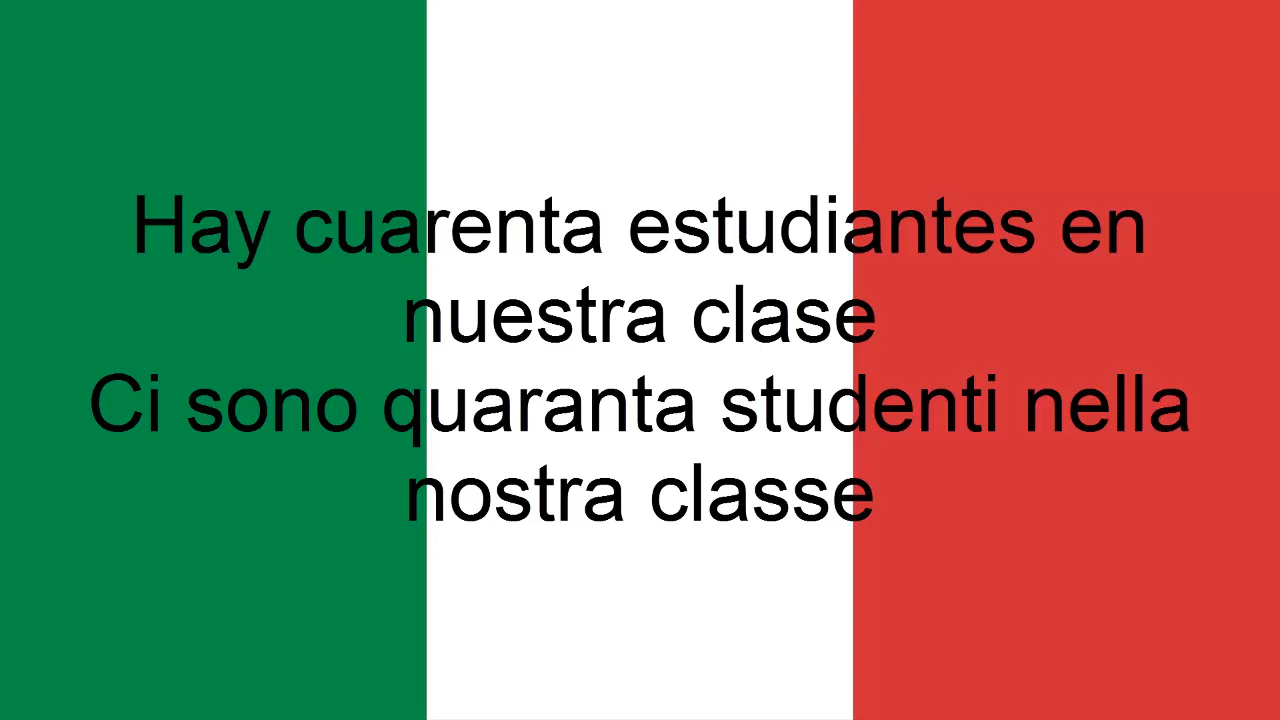 Hay cuarenta estudiantes en
nuestra clase
Ci sono quaranta studenti nella
nostra classe